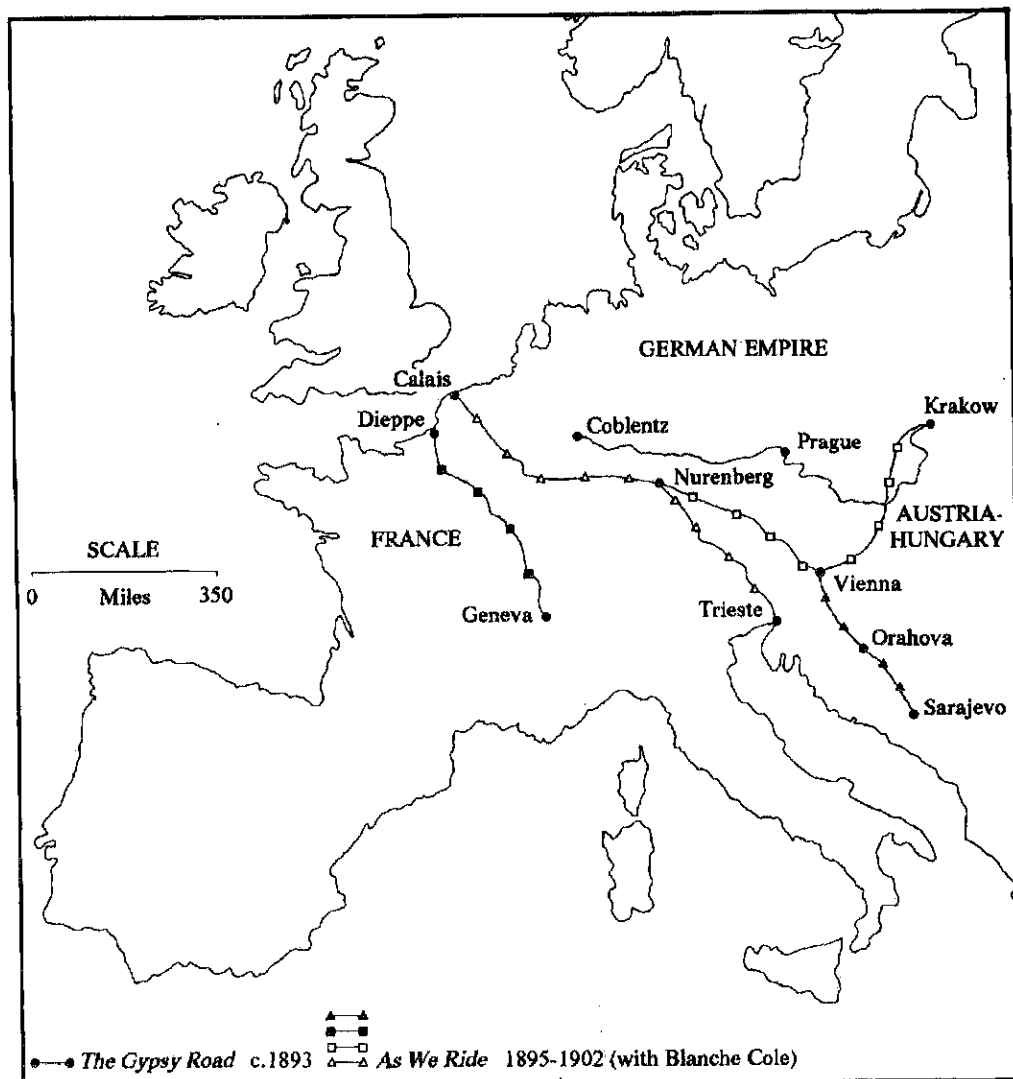 GERMAN EMPIRE
Calais
Krakow
Dieppe
Coblentz
Prague
Nurenberg
AUSTRIA-
HUNGARY
FRANCE
SCALE
0 Miles 350
Vienna
Geneva
Trieste
Orahova
Sarajevo
The Gypsy Road c.1893
As We Ride 1895-1902 (with Blanche Cole)